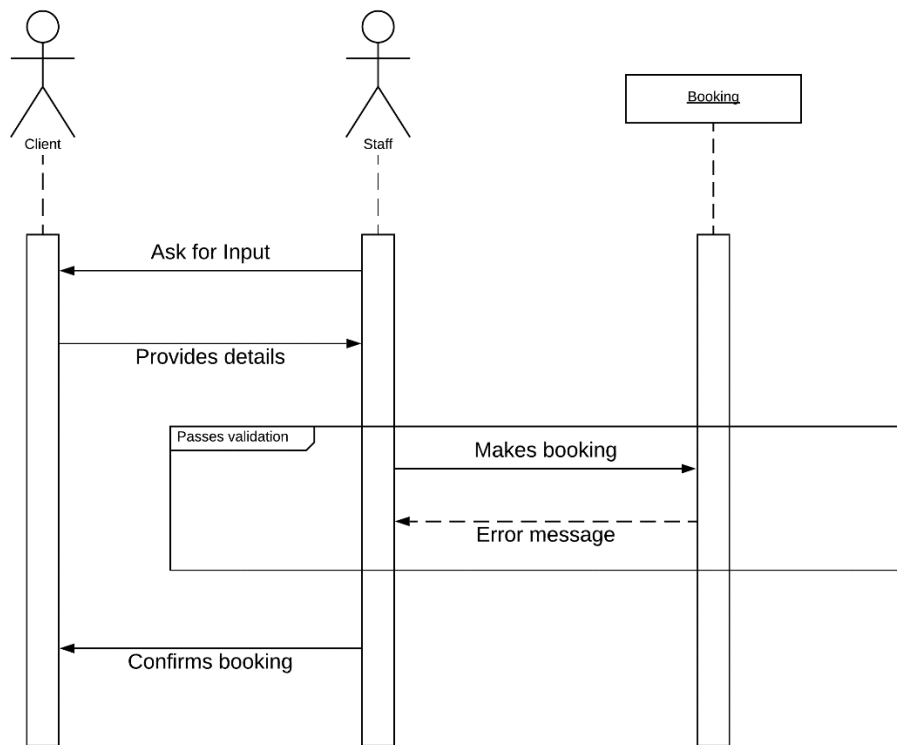 Client
Staff
Booking
Ask for Input
Provides details
Passes validation
Makes booking
Error message
Confirms booking